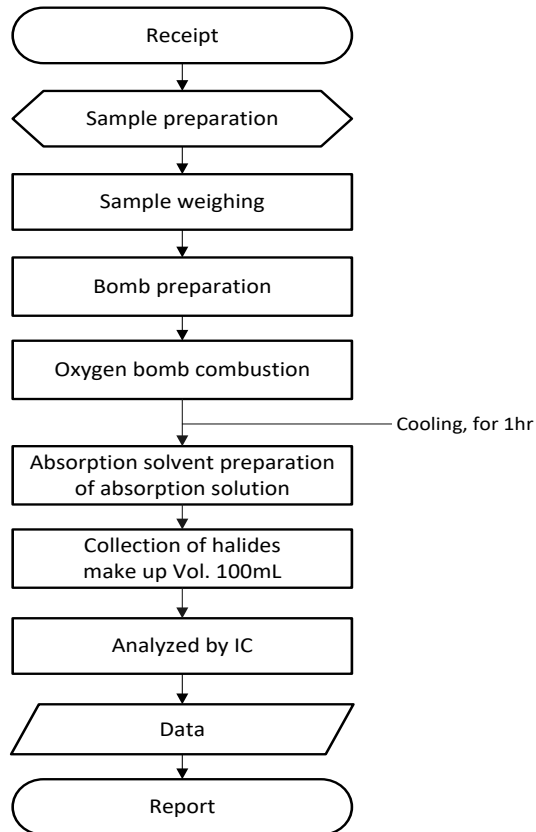 Receipt
Sample preparation
Sample weighing
Bomb preparation
Oxygen bomb combustion
Cooling, for 1hr
Absorption solvent preparation
of absorption solution
Collection of halides
make up Vol. 100mL
Analyzed by IC
Data
Report